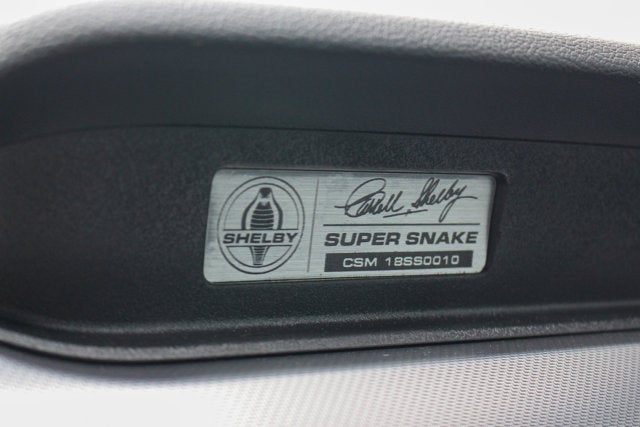 SHELBY
Carroll Shelby
SUPER SNAKE
CSM 18SS0010